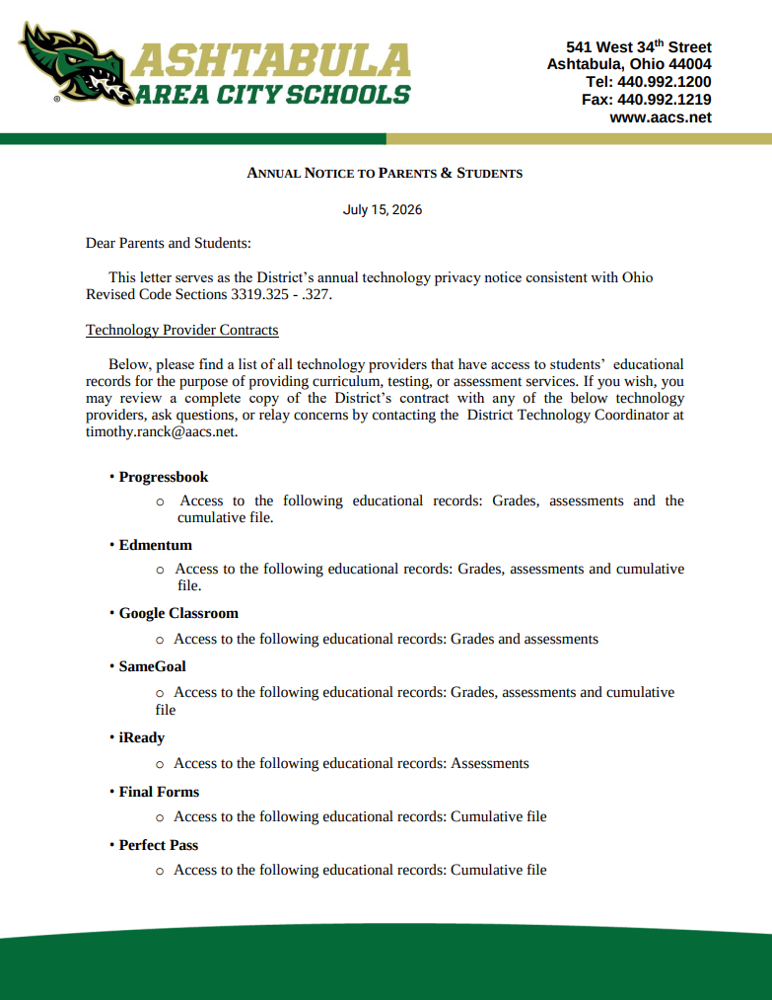 ASHTABULA
AREA CITY SCHOOLS
®
541 West 34th Street
Ashtabula, Ohio 44004
Tel: 440.992.1200
Fax: 440.992.1219
www.aacs.net
ANNUAL NOTICE TO PARENTS & STUDENTS
July 15, 2026
Dear Parents and Students:
This letter serves as the District’s annual technology privacy notice consistent with Ohio
Revised Code Sections 3319.325 - .327.
Technology Provider Contracts
Below, please find a list of all technology providers that have access to students’ educational
records for the purpose of providing curriculum, testing, or assessment services. If you wish, you
may review a complete copy of the District’s contract with any of the below technology
providers, ask questions, or relay concerns by contacting the District Technology Coordinator at
timothy.ranck@aacs.net.
• Progressbook
o Access to the following educational records: Grades, assessments and the
cumulative file.
• Edmentum
o Access to the following educational records: Grades, assessments and cumulative
file.
• Google Classroom
o Access to the following educational records: Grades and assessments
• SameGoal
o Access to the following educational records: Grades, assessments and cumulative
file
• iReady
o Access to the following educational records: Assessments
• Final Forms
o Access to the following educational records: Cumulative file
• Perfect Pass
o Access to the following educational records: Cumulative file